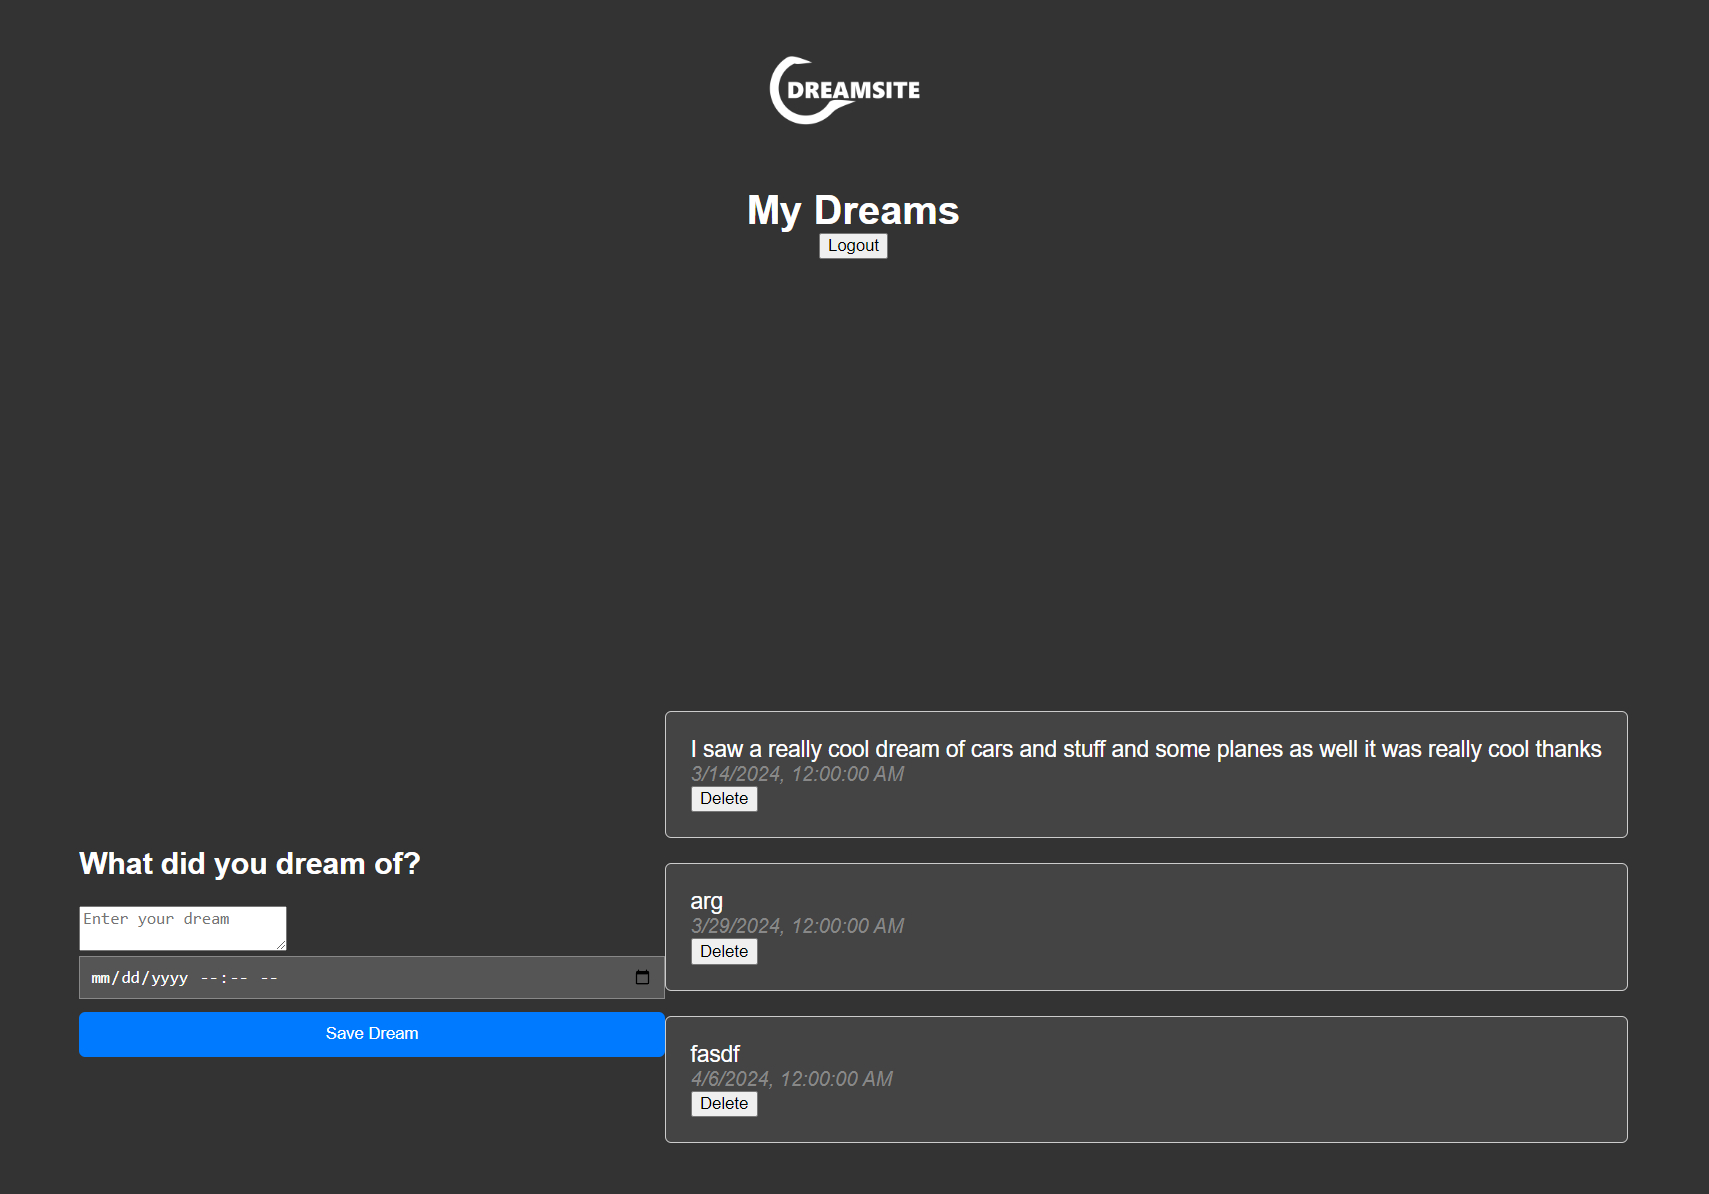 DREAMSITE
My Dreams
Logout
What did you dream of?
Enter your dream
mm/dd/yyyy --:-- --
Save Dream
I saw a really cool dream of cars and stuff and some planes as well it was really cool thanks
3/14/2024, 12:00:00 AM
Delete
arg
3/29/2024, 12:00:00 AM
Delete
fasdf
4/6/2024, 12:00:00 AM
Delete